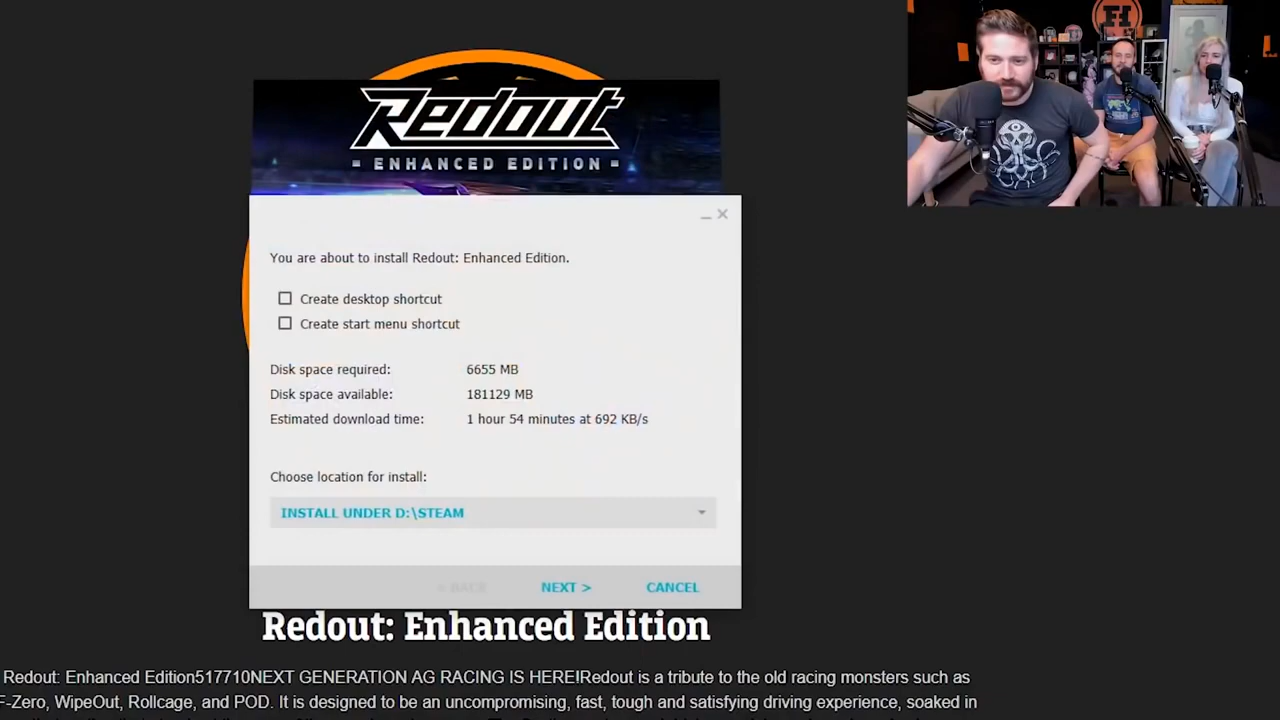 Redout
- ENHANCED EDITION -
You are about to install Redout: Enhanced Edition.
Create desktop shortcut
Create start menu shortcut
Disk space required: 6655 MB
Disk space available: 181129 MB
Estimated download time: 1 hour 54 minutes at 692 KB/s
Choose location for install:
INSTALL UNDER D:\STEAM
< BACK NEXT > CANCEL
Redout: Enhanced Edition
Redout: Enhanced Edition517710NEXT GENERATION AG RACING IS HERE!Redout is a tribute to the old racing monsters such as
F-Zero, WipeOut, Rollcage, and POD. It is designed to be an uncompromising, fast, tough and satisfying driving experience, soaked in